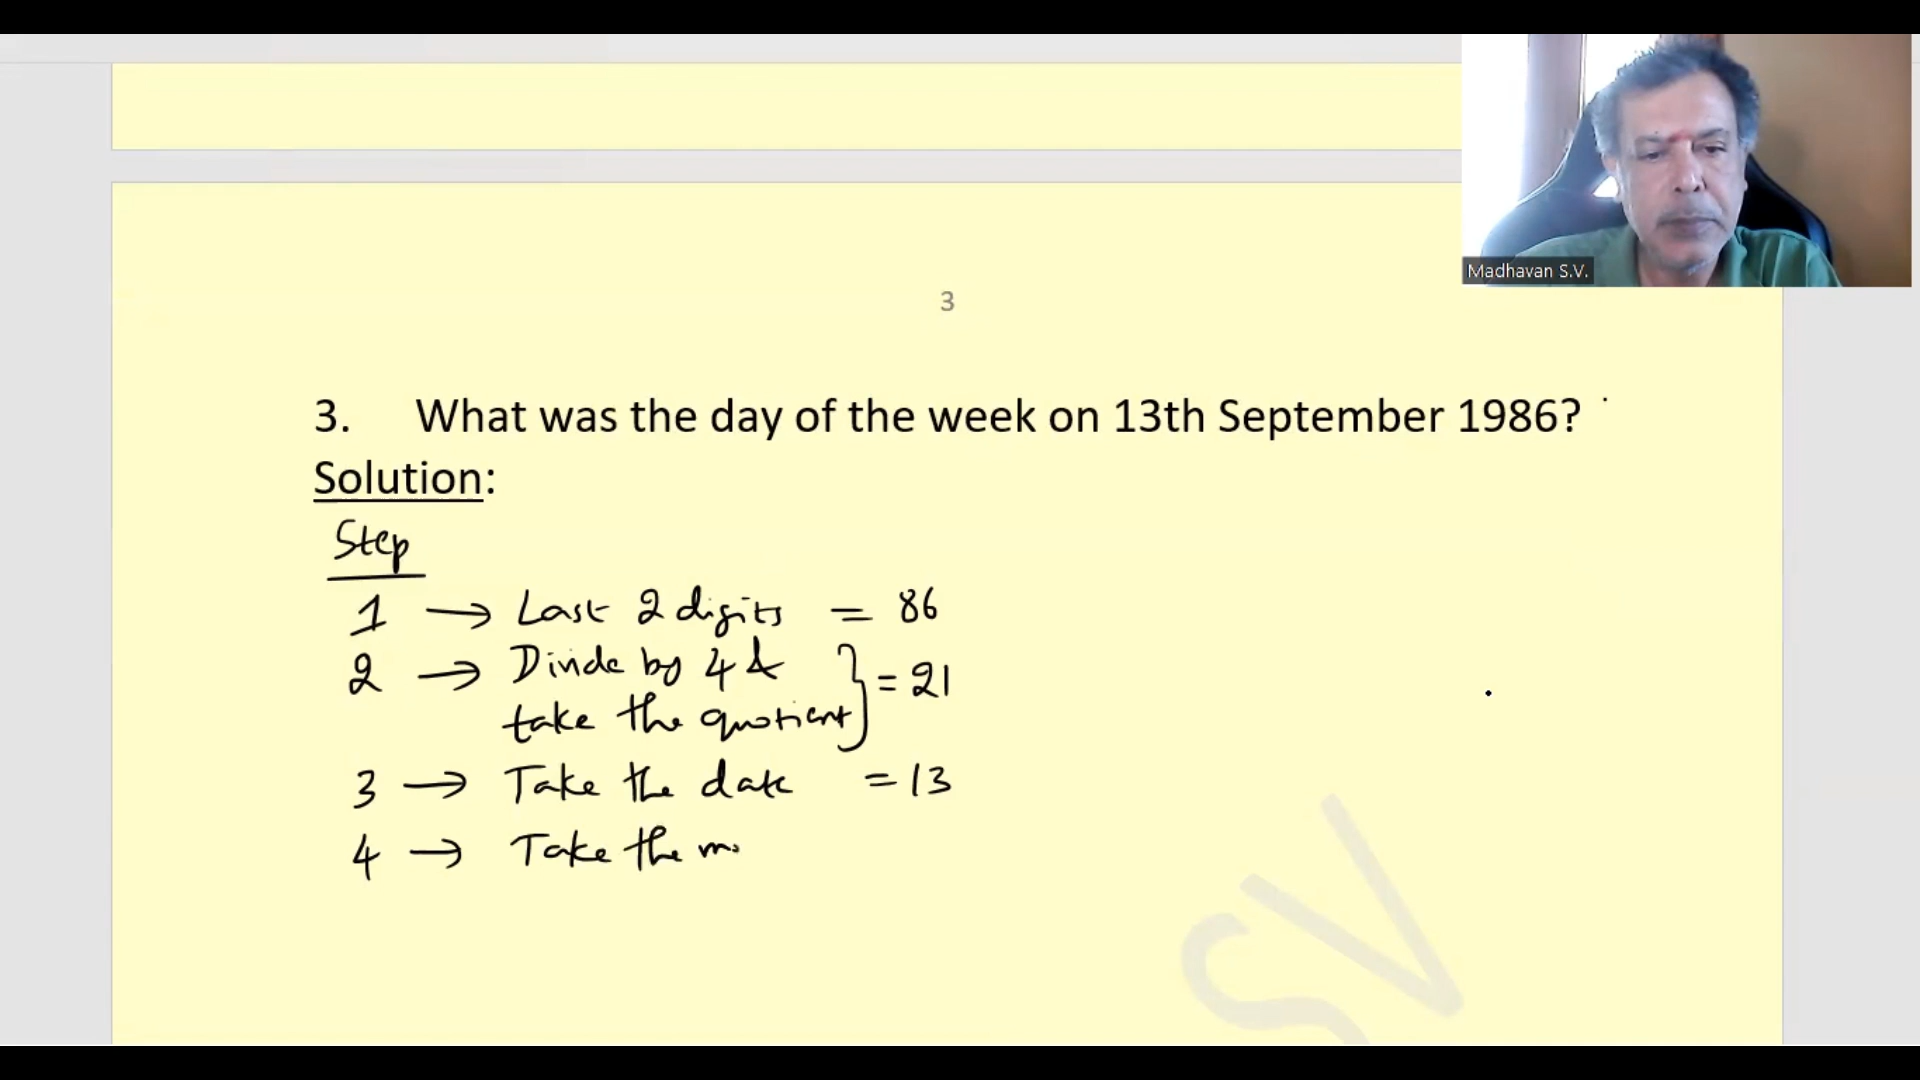 Madhavan S.V.
3
3. What was the day of the week on 13th September 1986?
Solution:
Step
1 → Last 2 digits = 86
2 → Divide by 4 &
take the quotient } = 21
3 → Take the date = 13
4 → Take the mo
SV